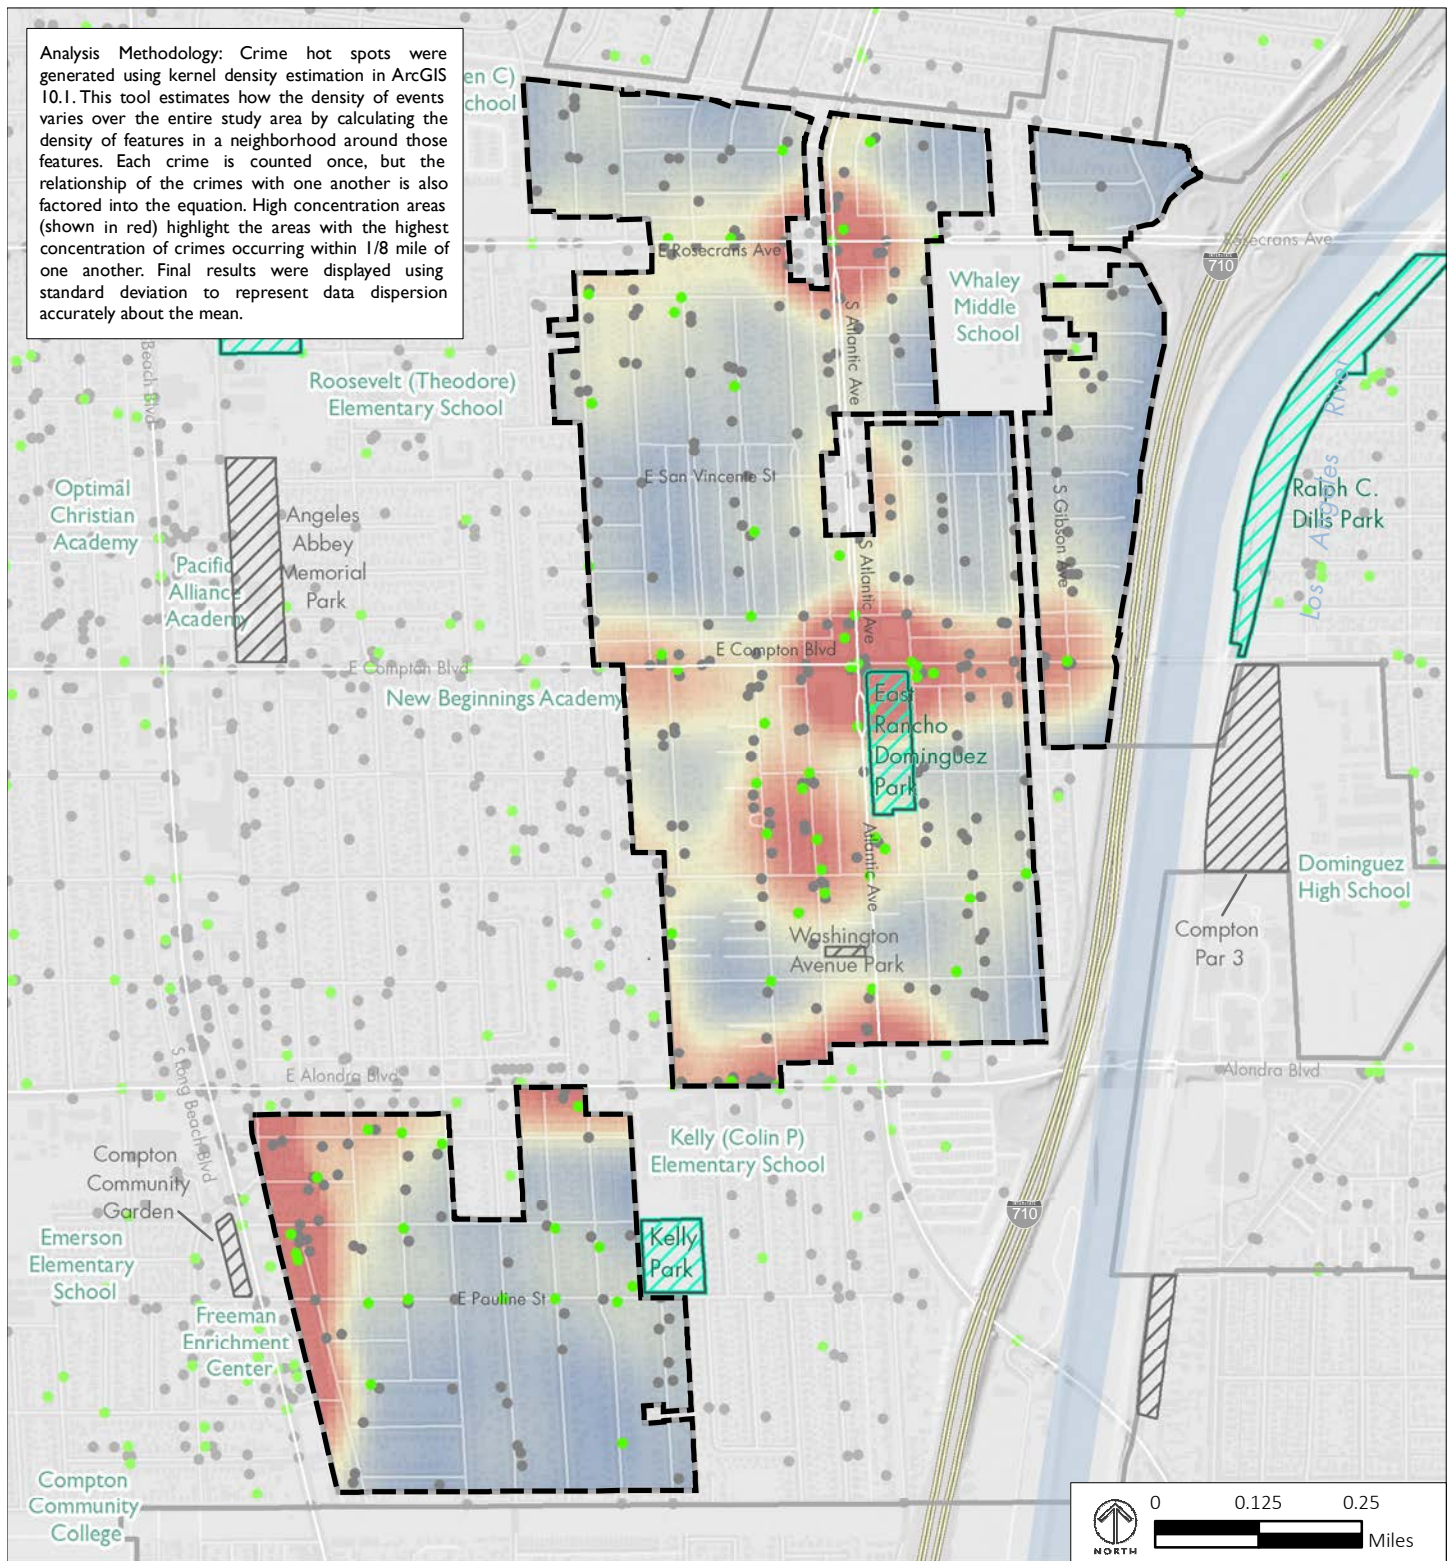 Analysis Methodology: Crime hot spots were
generated using kernel density estimation in ArcGIS
10.1. This tool estimates how the density of events
varies over the entire study area by calculating the
density of features in a neighborhood around those
features. Each crime is counted once, but the
relationship of the crimes with one another is also
factored into the equation. High concentration areas
(shown in red) highlight the areas with the highest
concentration of crimes occurring within 1/8 mile of
one another. Final results were displayed using
standard deviation to represent data dispersion
accurately about the mean.
en C)
chool
E Rosecrans Ave
Rosecrans Ave
710
Whaley
Middle
School
S Atlantic Ave
Beach Blvd
Roosevelt (Theodore)
Elementary School
E San Vincente St
Optimal
Christian
Academy
Angeles
Abbey
Memorial
Park
Pacific
Alliance
Academy
S Gibson Ave
Ralph C.
Dills Park
Los Angeles River
S Atlantic Ave
E Compton Blvd
E Compton Blvd
New Beginnings Academy
East
Rancho
Dominguez
Park
Atlantic Ave
Dominguez
High School
Compton
Par 3
Washington
Avenue Park
E Alondra Blvd
Alondra Blvd
S Long Beach Blvd
Kelly (Colin P)
Elementary School
Compton
Community
Garden
710
Emerson
Elementary
School
Kelly
Park
E Pauline St
Freeman
Enrichment
Center
Compton
Community
College
NORTH
0 0.125 0.25
Miles